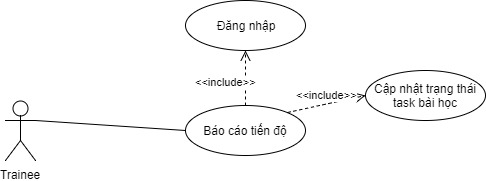 Đăng nhập
<<include>>
<<include>>>
Cập nhật trạng thái
task bài học
Báo cáo tiến độ
Trainee